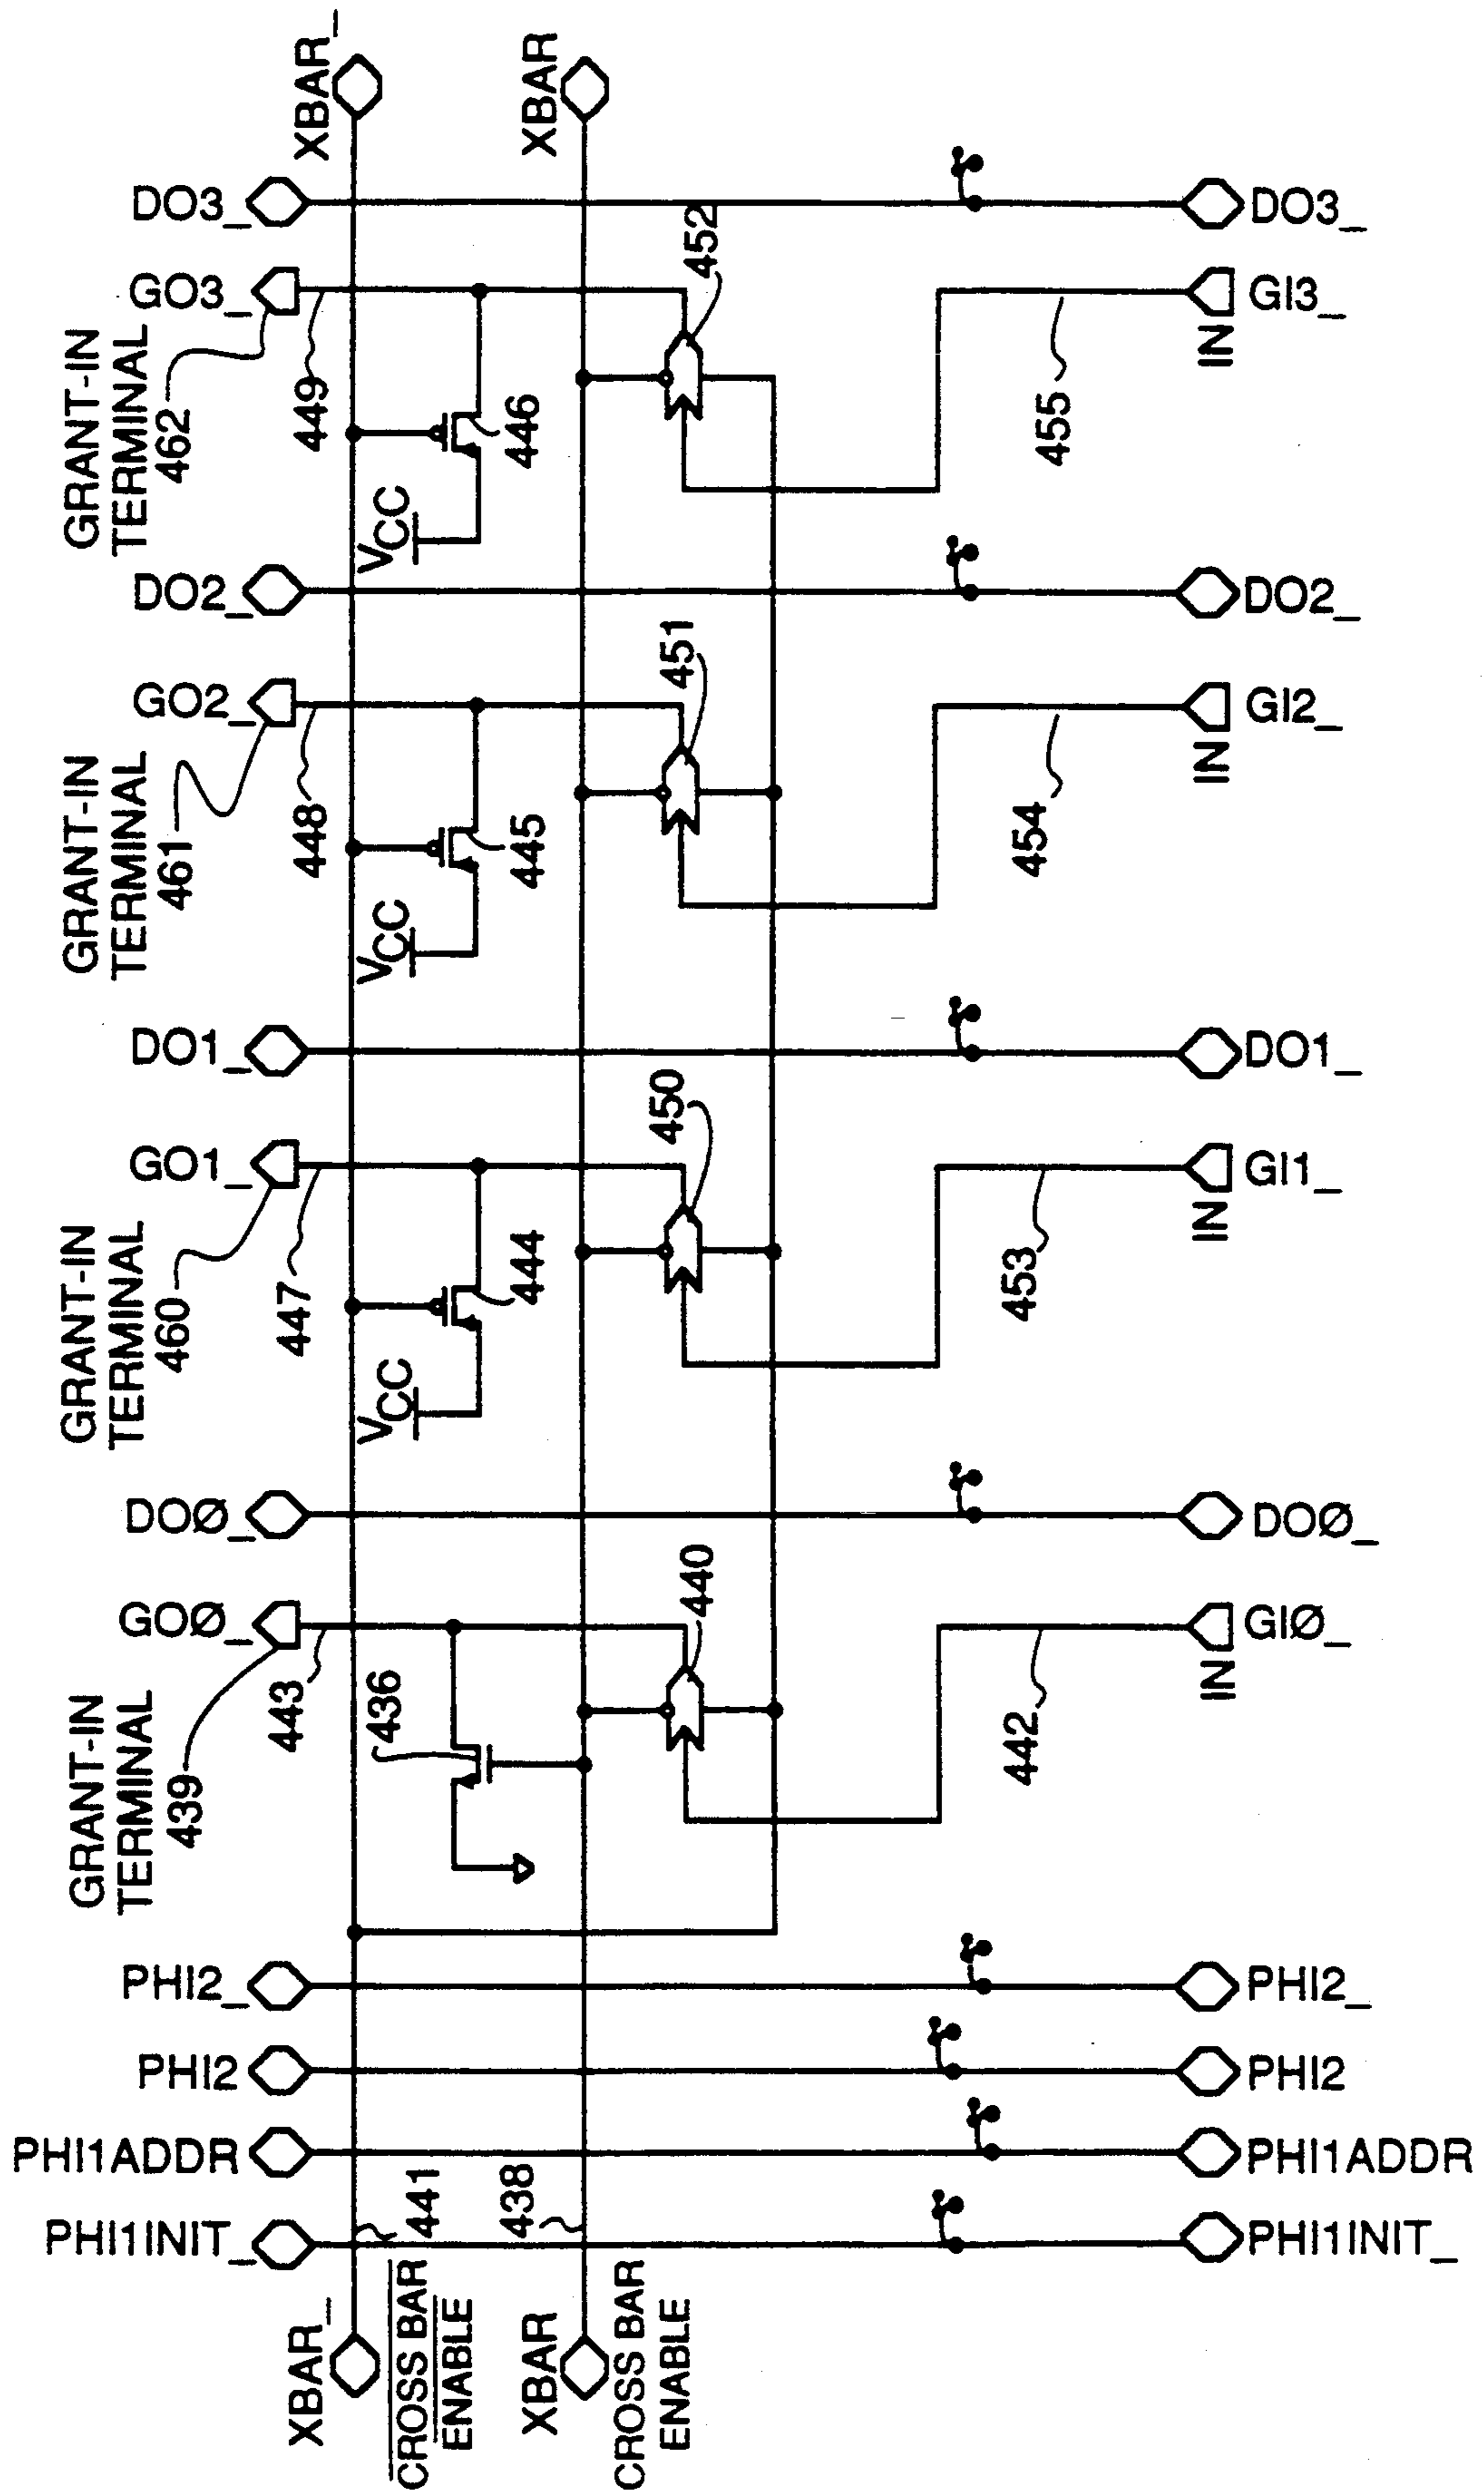 XBAR_
XBAR
DO3_
GO3_
GRANT-IN
TERMINAL
462
449
446
VCC
452
455
DO3_
GI3_
IN
DO2_
GO2_
GRANT-IN
TERMINAL
461
448
445
VCC
451
454
DO2_
GI2_
IN
DO1_
GO1_
GRANT-IN
TERMINAL
460
447
444
VCC
450
453
DO1_
GI1_
IN
DOØ_
GOØ_
GRANT-IN
TERMINAL
439
443
436
440
442
DOØ_
GIØ_
IN
PHI2_
PHI2_
PHI2
PHI2
PHI1ADDR
PHI1ADDR
PHI1INIT_
PHI1INIT_
441
438
XBAR_
CROSS BAR
ENABLE
XBAR
CROSS BAR
ENABLE